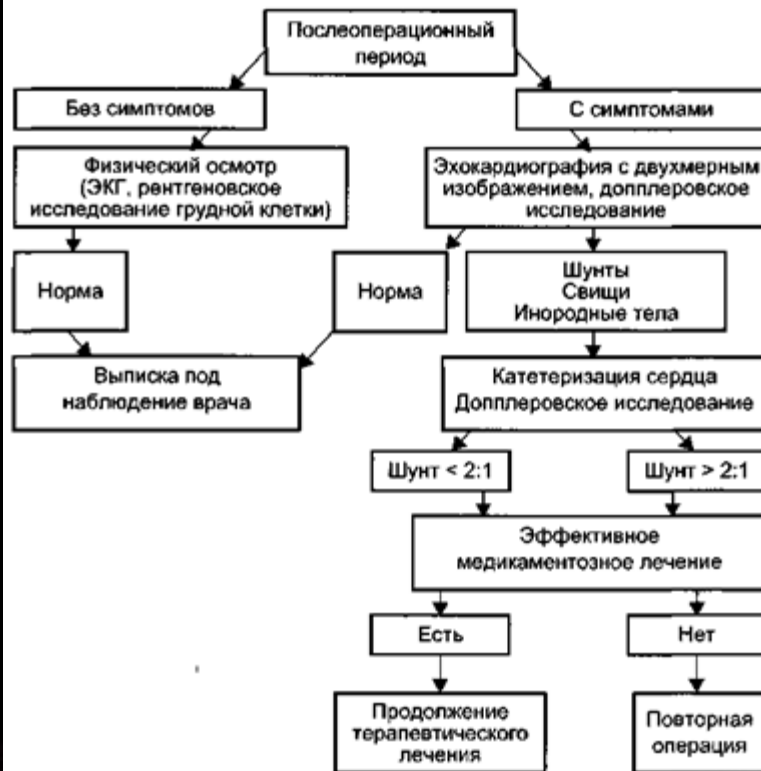 Послеоперационный
период
Без симптомов
С симптомами
Физический осмотр
(ЭКГ, рентгеновское
исследование грудной клетки)
Эхокардиография с двухмерным
изображением, допплеровское
исследование
Норма
Норма
Шунты
Свищи
Инородные тела
Выписка под
наблюдение врача
Катетеризация сердца
Допплеровское исследование
Шунт < 2:1
Шунт > 2:1
Эффективное
медикаментозное лечение
Есть
Нет
Продолжение
терапевтического
лечения
Повторная
операция